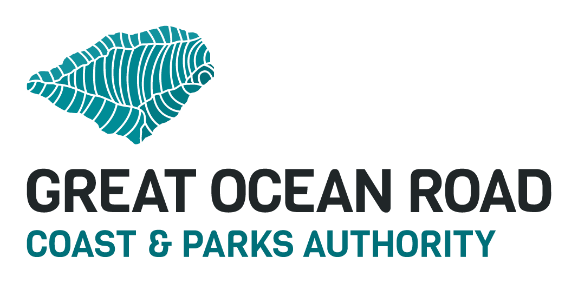 GREAT OCEAN ROAD
COAST & PARKS AUTHORITY